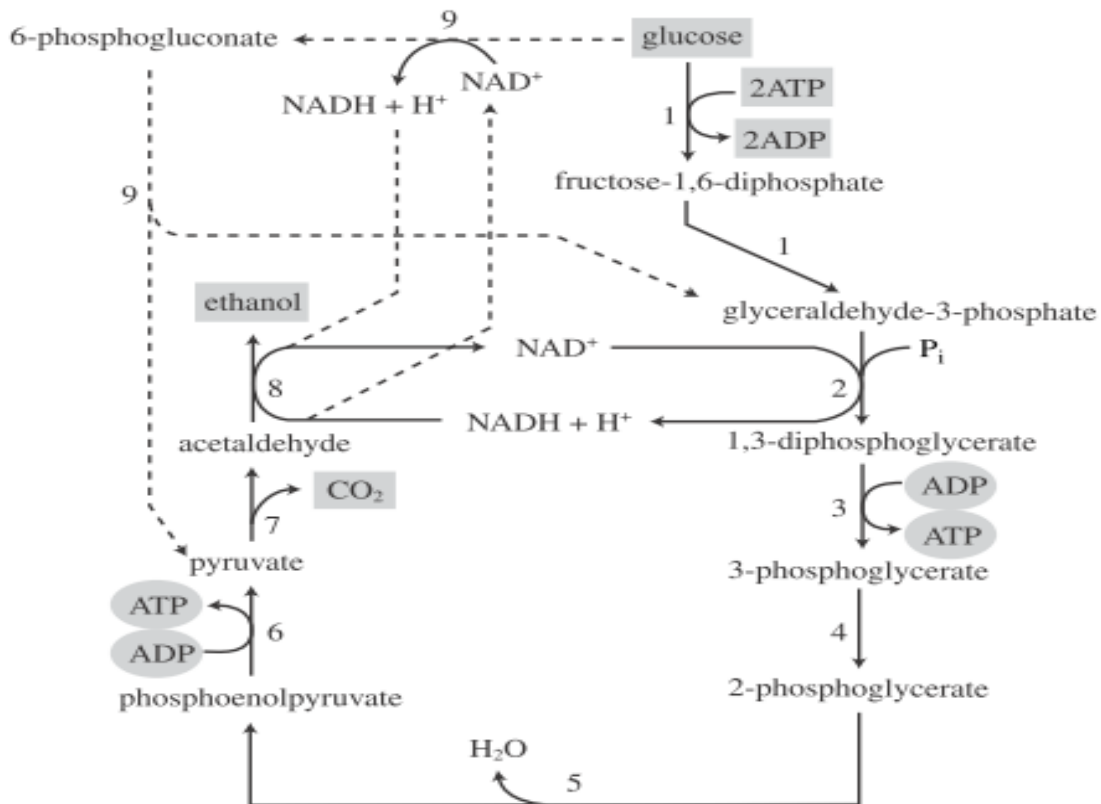 9
6-phosphogluconate
glucose
NAD⁺
NADH + H⁺
2ATP
1
2ADP
fructose-1,6-diphosphate
9
1
ethanol
glyceraldehyde-3-phosphate
NAD⁺
Pᵢ
8
2
NADH + H⁺
acetaldehyde
1,3-diphosphoglycerate
CO₂
ADP
7
3
ATP
pyruvate
3-phosphoglycerate
ATP
6
4
ADP
phosphoenolpyruvate
2-phosphoglycerate
H₂O
5